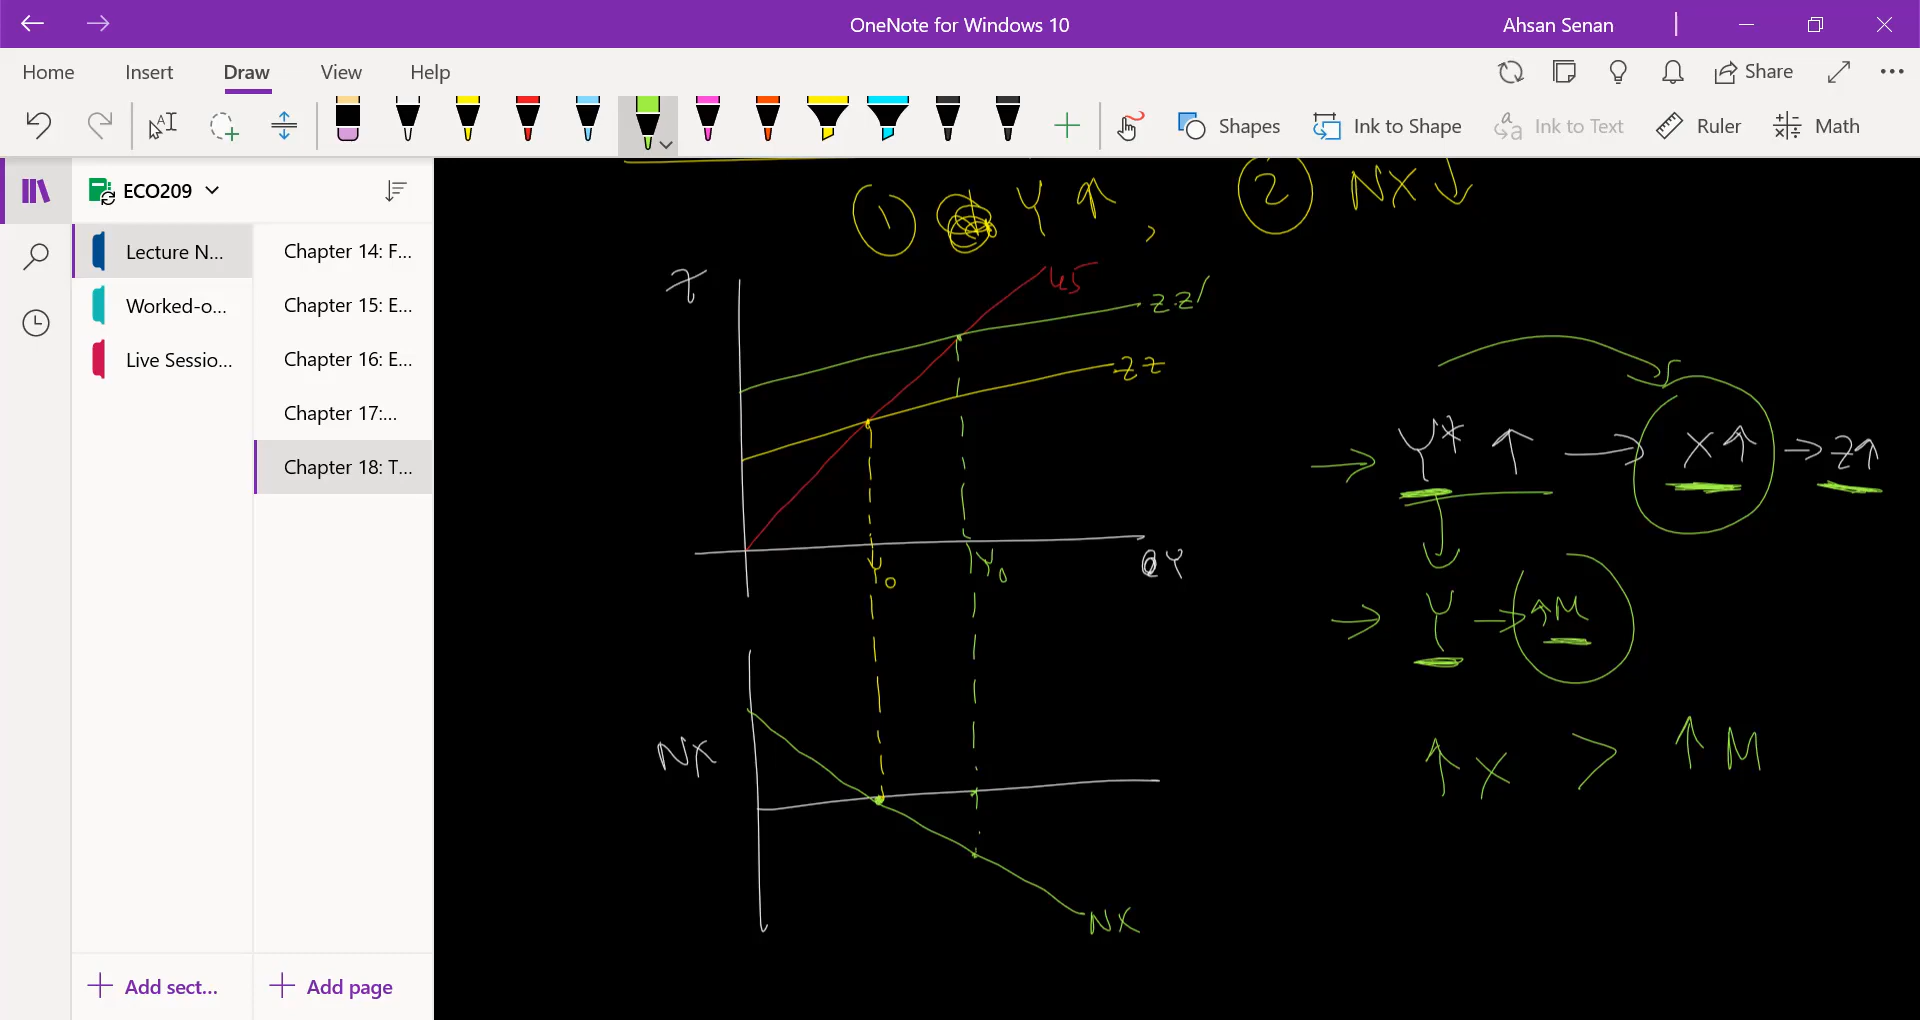 OneNote for Windows 10
Ahsan Senan
Home Insert Draw View Help
Share
Shapes Ink to Shape Ink to Text Ruler Math
ECO209
Lecture N...
Worked-o...
Live Sessio...
Chapter 14: F...
Chapter 15: E...
Chapter 16: E...
Chapter 17:...
Chapter 18: T...
Add sect...
Add page
① Y ↑ , ② NX ↓
Z
45
ZZ'
ZZ
Y₀
Y₀
Y
Y* ↑ → X ↑ → Z ↑
Y → ↑ M
↑ X > ↑ M
NX
NX